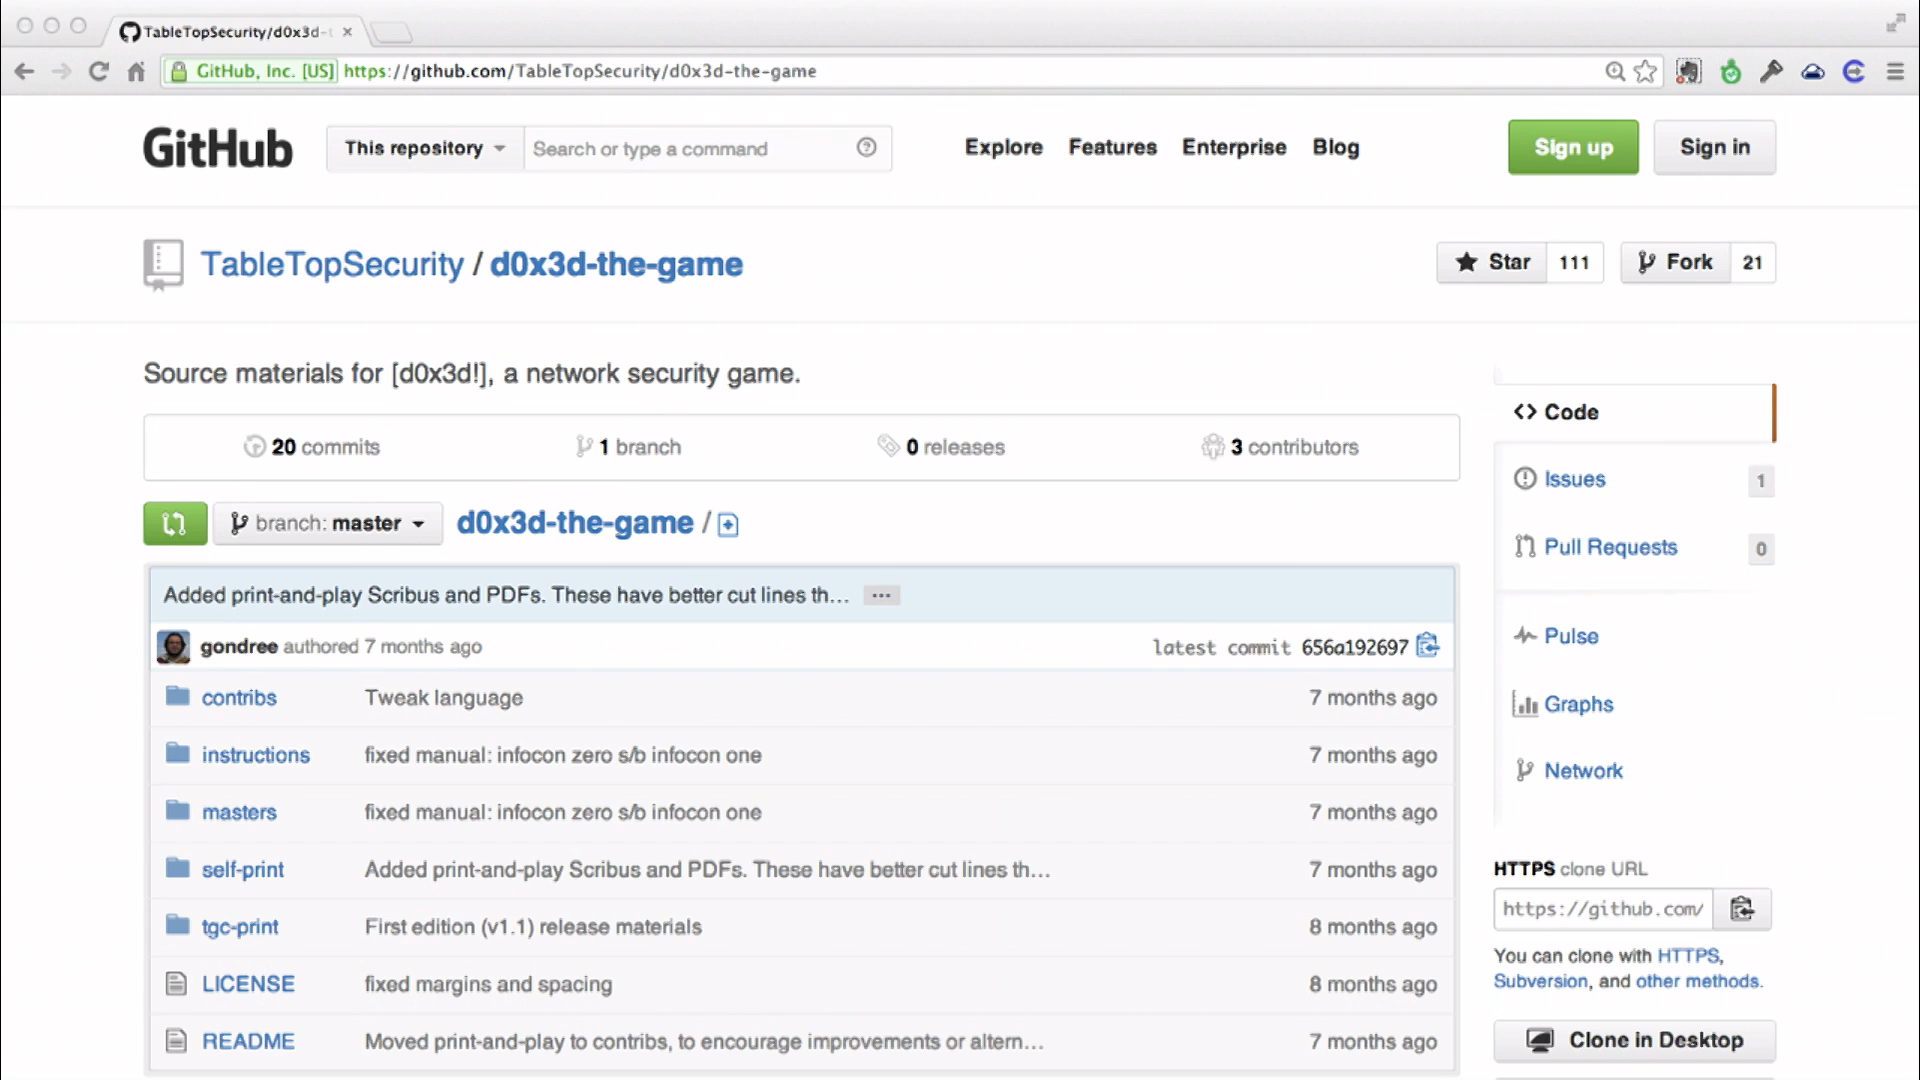 TableTopSecurity/d0x3d-t
GitHub, Inc. [US] https://github.com/TableTopSecurity/d0x3d-the-game
GitHub This repository Search or type a command Explore Features Enterprise Blog Sign up Sign in
TableTopSecurity / d0x3d-the-game Star 111 Fork 21
Source materials for [d0x3d!], a network security game.
20 commits 1 branch 0 releases 3 contributors
branch: master d0x3d-the-game /
Added print-and-play Scribus and PDFs. These have better cut lines th… ...
gondree authored 7 months ago latest commit 656a192697
contribs Tweak language 7 months ago
instructions fixed manual: infocon zero s/b infocon one 7 months ago
masters fixed manual: infocon zero s/b infocon one 7 months ago
self-print Added print-and-play Scribus and PDFs. These have better cut lines th… 7 months ago
tgc-print First edition (v1.1) release materials 8 months ago
LICENSE fixed margins and spacing 8 months ago
README Moved print-and-play to contribs, to encourage improvements or altern… 7 months ago
Code
Issues 1
Pull Requests 0
Pulse
Graphs
Network
HTTPS clone URL
https://github.com/
You can clone with HTTPS,
Subversion, and other methods.
Clone in Desktop